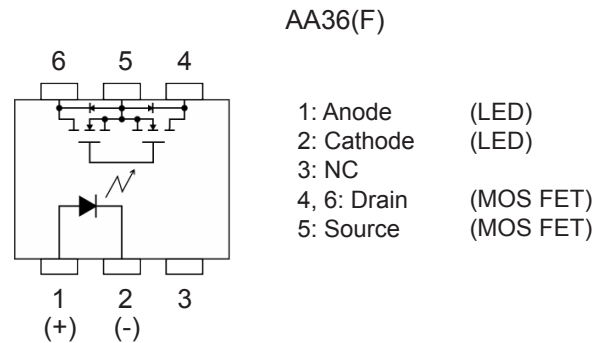 AA36(F)
6 5 4
1 2 3
(+) (-)
1: Anode (LED)
2: Cathode (LED)
3: NC
4, 6: Drain (MOS FET)
5: Source (MOS FET)